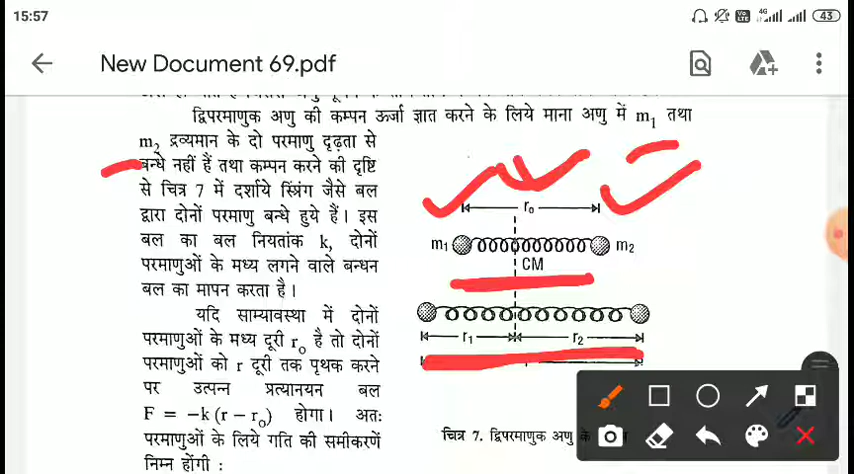 15:57
4G
43
New Document 69.pdf
द्विपरमाणुक अणु की कम्पन ऊर्जा ज्ञात करने के लिये माना अणु में m₁ तथा
m₂ द्रव्यमान के दो परमाणु दृढ़ता से
बन्धे नहीं हैं तथा कम्पन करने की दृष्टि
से चित्र 7 में दर्शाये स्प्रिंग जैसे बल
द्वारा दोनों परमाणु बन्धे हुये हैं। इस
बल का बल नियतांक k, दोनों
परमाणुओं के मध्य लगने वाले बन्धन
बल का मापन करता है।
यदि साम्यावस्था में दोनों
परमाणुओं के मध्य दूरी r₀ है तो दोनों
परमाणुओं को r दूरी तक पृथक करने
पर उत्पन्न प्रत्यानयन बल
F = −k (r − r₀) होगा। अतः
परमाणुओं के लिये गति की समीकरणें
निम्न होंगी :
r₀
m₁
m₂
CM
r₁
r₂
चित्र 7. द्विपरमाणुक अणु के